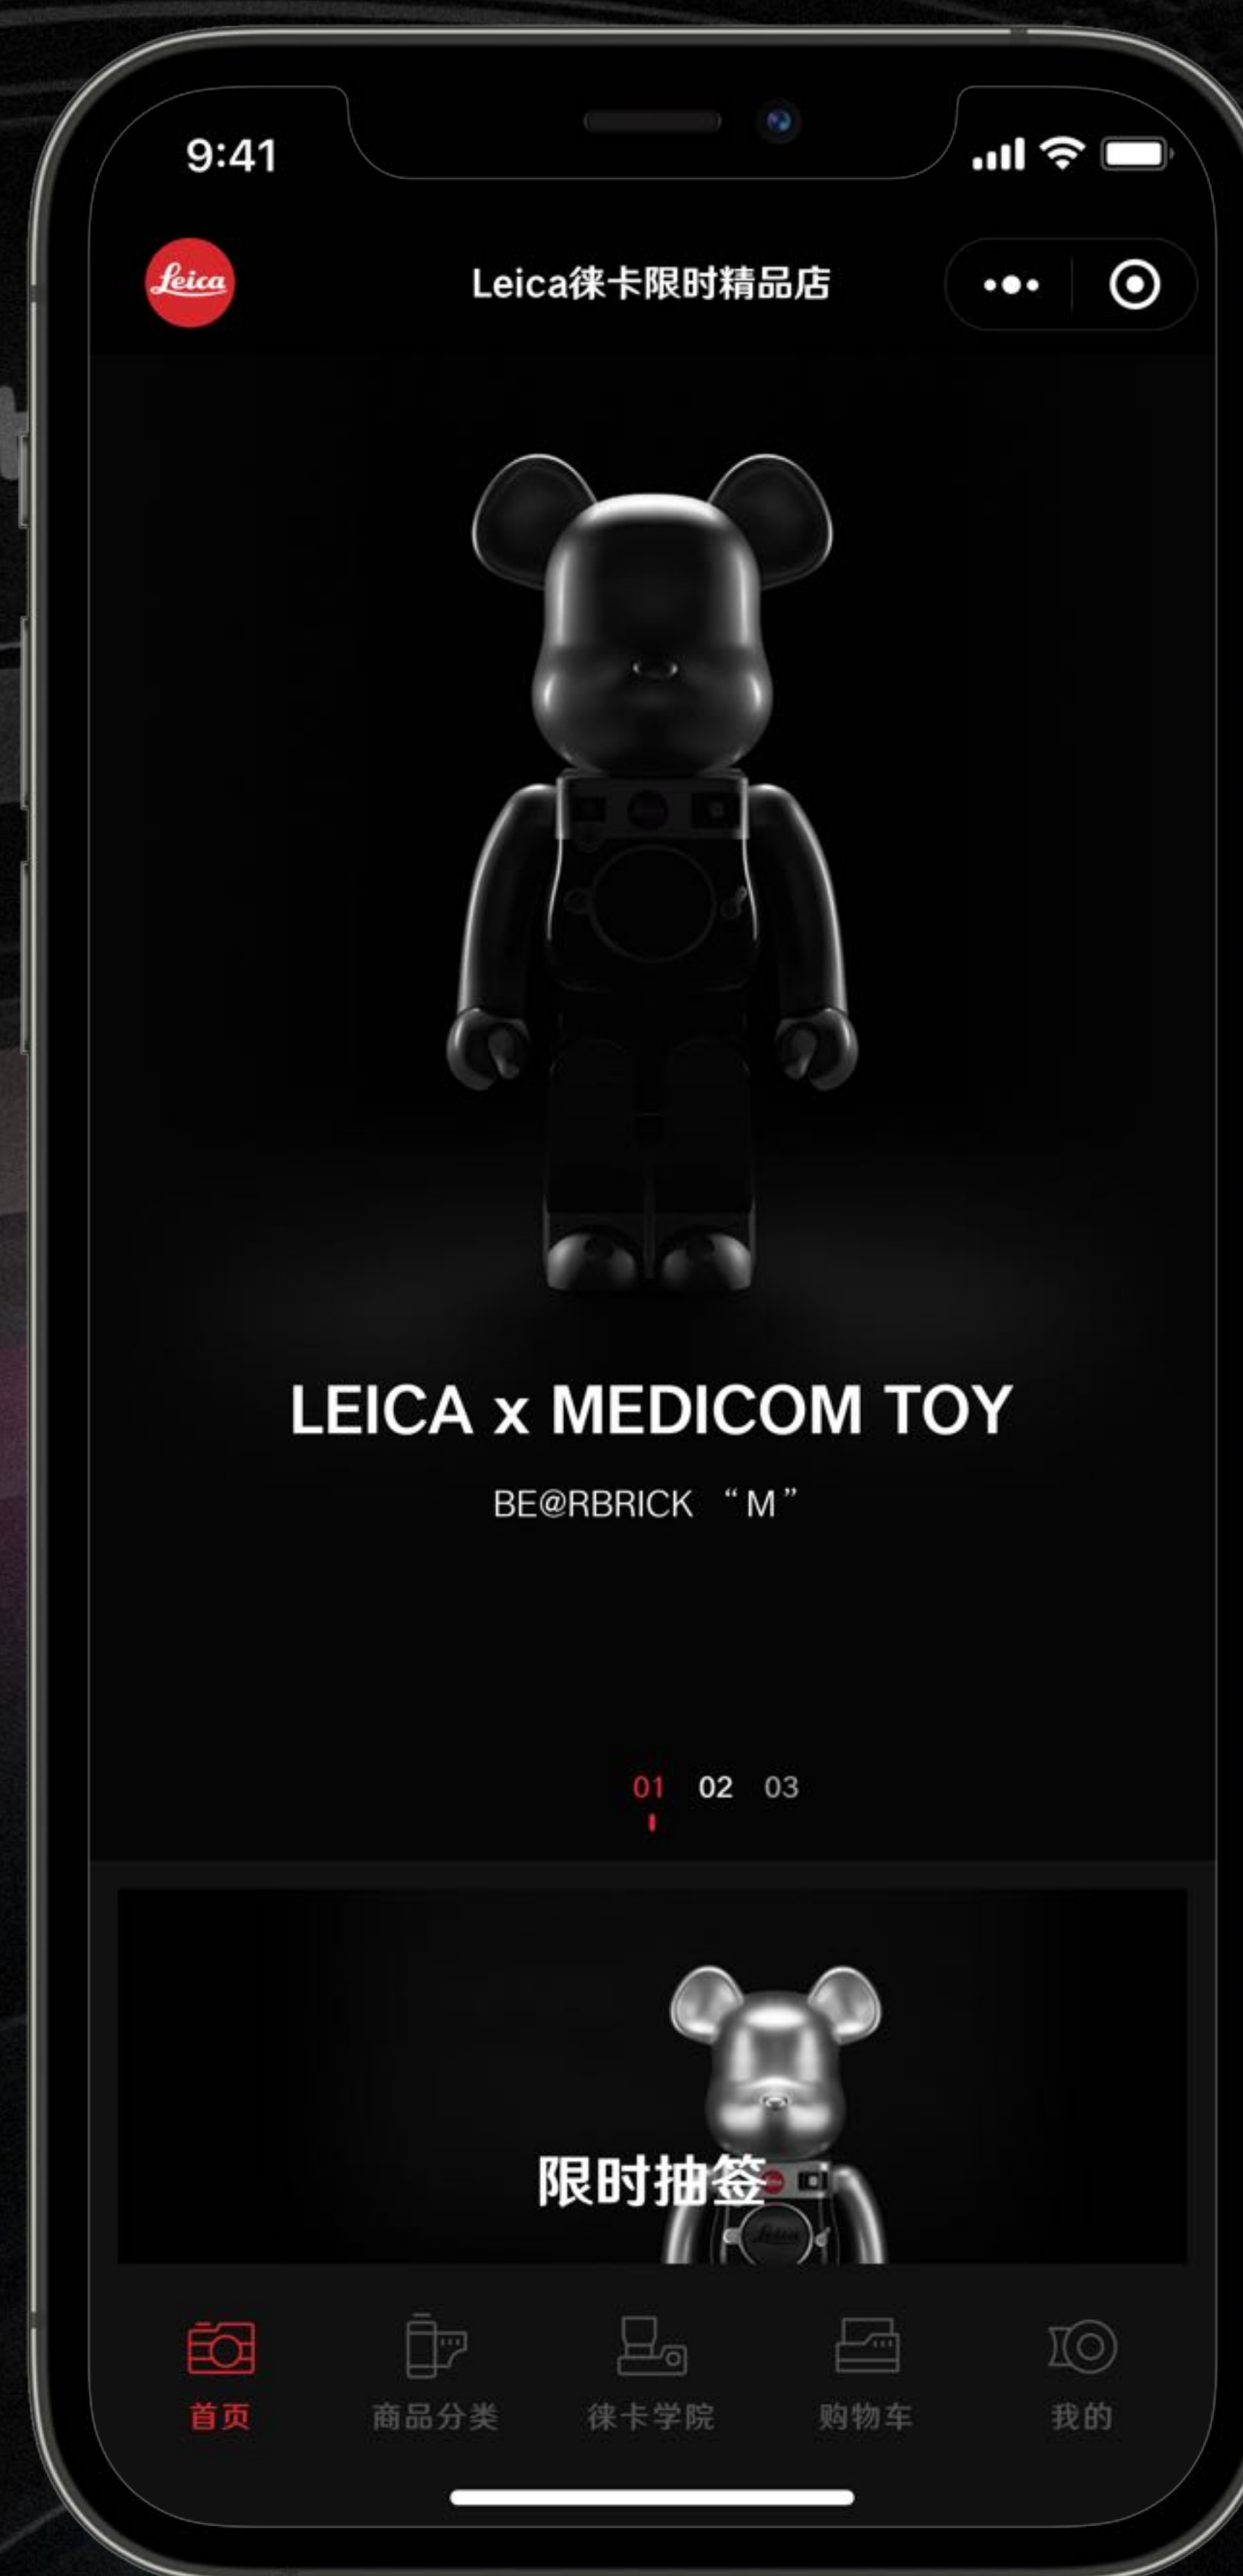 9:41
Leica
Leica徕卡限时精品店
LEICA x MEDICOM TOY
BE@RBRICK “M”
01 02 03
限时抽签
首页 商品分类 徕卡学院 购物车 我的